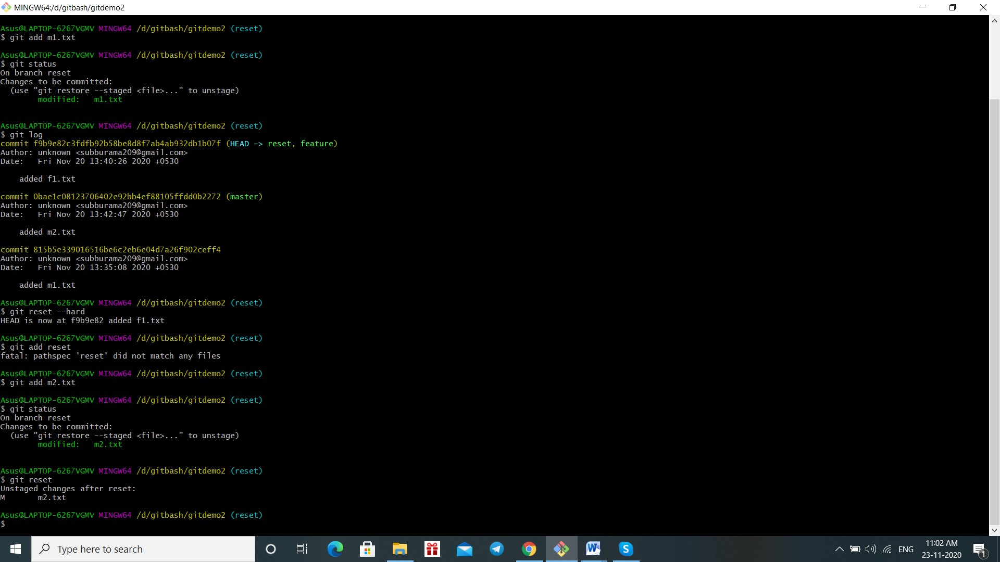 MINGW64:/d/gitbash/gitdemo2
Asus@LAPTOP-6267VGMV MINGW64 /d/gitbash/gitdemo2 (reset)
$ git add m1.txt
Asus@LAPTOP-6267VGMV MINGW64 /d/gitbash/gitdemo2 (reset)
$ git status
On branch reset
Changes to be committed:
  (use "git restore --staged <file>..." to unstage)
        modified:   m1.txt
Asus@LAPTOP-6267VGMV MINGW64 /d/gitbash/gitdemo2 (reset)
$ git log
commit f9b9e82c3fdfb92b58be8d8f7ab4ab932db1b07f (HEAD -> reset, feature)
Author: unknown <subburama209@gmail.com>
Date:   Fri Nov 20 13:40:26 2020 +0530
    added f1.txt
commit 0bae1c08123706402e92bb4ef88105ffdd0b2272 (master)
Author: unknown <subburama209@gmail.com>
Date:   Fri Nov 20 13:42:47 2020 +0530
    added m2.txt
commit 815b5e339016516be6c2eb6e04d7a26f902ceff4
Author: unknown <subburama209@gmail.com>
Date:   Fri Nov 20 13:35:08 2020 +0530
    added m1.txt
Asus@LAPTOP-6267VGMV MINGW64 /d/gitbash/gitdemo2 (reset)
$ git reset --hard
HEAD is now at f9b9e82 added f1.txt
Asus@LAPTOP-6267VGMV MINGW64 /d/gitbash/gitdemo2 (reset)
$ git add reset
fatal: pathspec 'reset' did not match any files
Asus@LAPTOP-6267VGMV MINGW64 /d/gitbash/gitdemo2 (reset)
$ git add m2.txt
Asus@LAPTOP-6267VGMV MINGW64 /d/gitbash/gitdemo2 (reset)
$ git status
On branch reset
Changes to be committed:
  (use "git restore --staged <file>..." to unstage)
        modified:   m2.txt
Asus@LAPTOP-6267VGMV MINGW64 /d/gitbash/gitdemo2 (reset)
$ git reset
Unstaged changes after reset:
M       m2.txt
Asus@LAPTOP-6267VGMV MINGW64 /d/gitbash/gitdemo2 (reset)
$
Type here to search
W
S
ENG
11:02 AM
23-11-2020
1